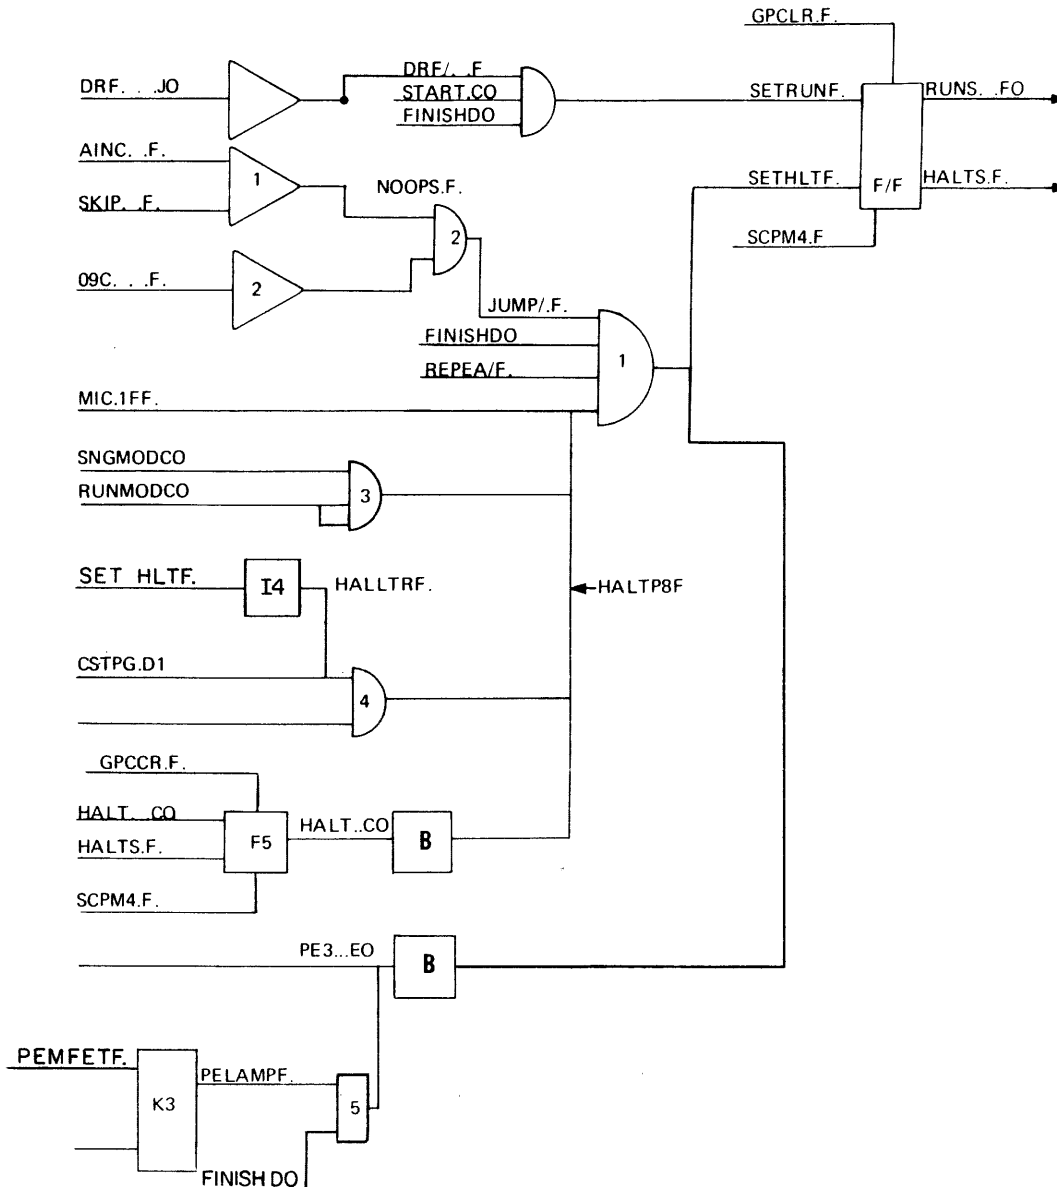 GPCLR.F.
DRF. . .JO
DRF/. .F
START.CO
FINISHDO
SETRUNF.
RUNS. . .FO
AINC. .F.
1
NOOPS.F.
SKIP. .F.
2
SETHLTF.
F/F
HALTS.F.
SCPM4.F
09C. . .F.
2
JUMP/.F.
FINISHDO
REPEA/F.
1
MIC.1FF.
SNGMODCO
RUNMODCO
3
SET HLTF.
I4
HALLTRF.
HALTP8F
CSTPG.D1
4
GPCCR.F.
HALT. . .CO
F5
HALT..CO
B
HALTS.F.
SCPM4.F.
PE3...EO
B
PEMFETF.
K3
PELAMPF.
5
FINISH DO